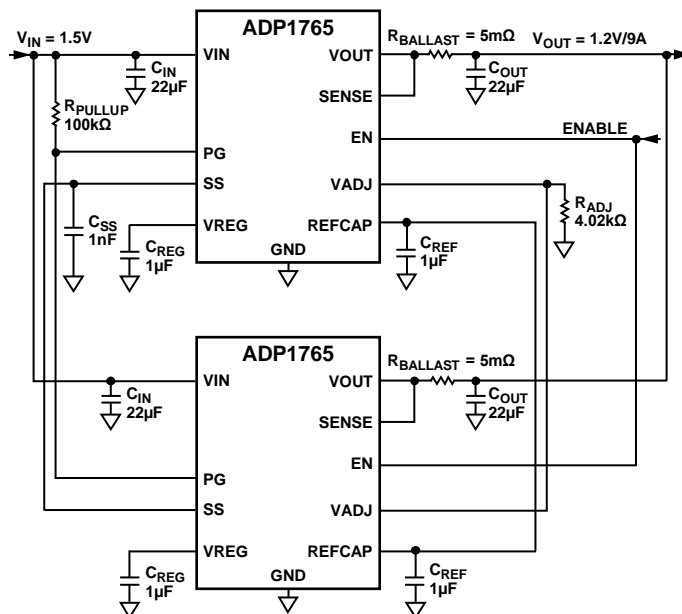 ADP1765
V_IN = 1.5V
VIN
C_IN
22µF
R_PULLUP
100kΩ
PG
SS
C_SS
1nF
VREG
C_REG
1µF
GND
VOUT
R_BALLAST = 5mΩ
V_OUT = 1.2V/9A
C_OUT
22µF
SENSE
EN
ENABLE
VADJ
R_ADJ
4.02kΩ
REFCAP
C_REF
1µF
ADP1765
VIN
C_IN
22µF
PG
SS
VREG
C_REG
1µF
GND
VOUT
R_BALLAST = 5mΩ
C_OUT
22µF
SENSE
EN
VADJ
REFCAP
C_REF
1µF